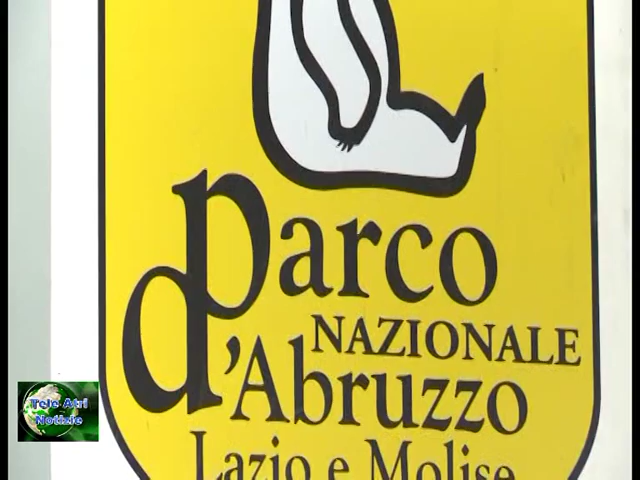 Parco
NAZIONALE
d'Abruzzo
Lazio e Molise
Tele Atri
Notizie